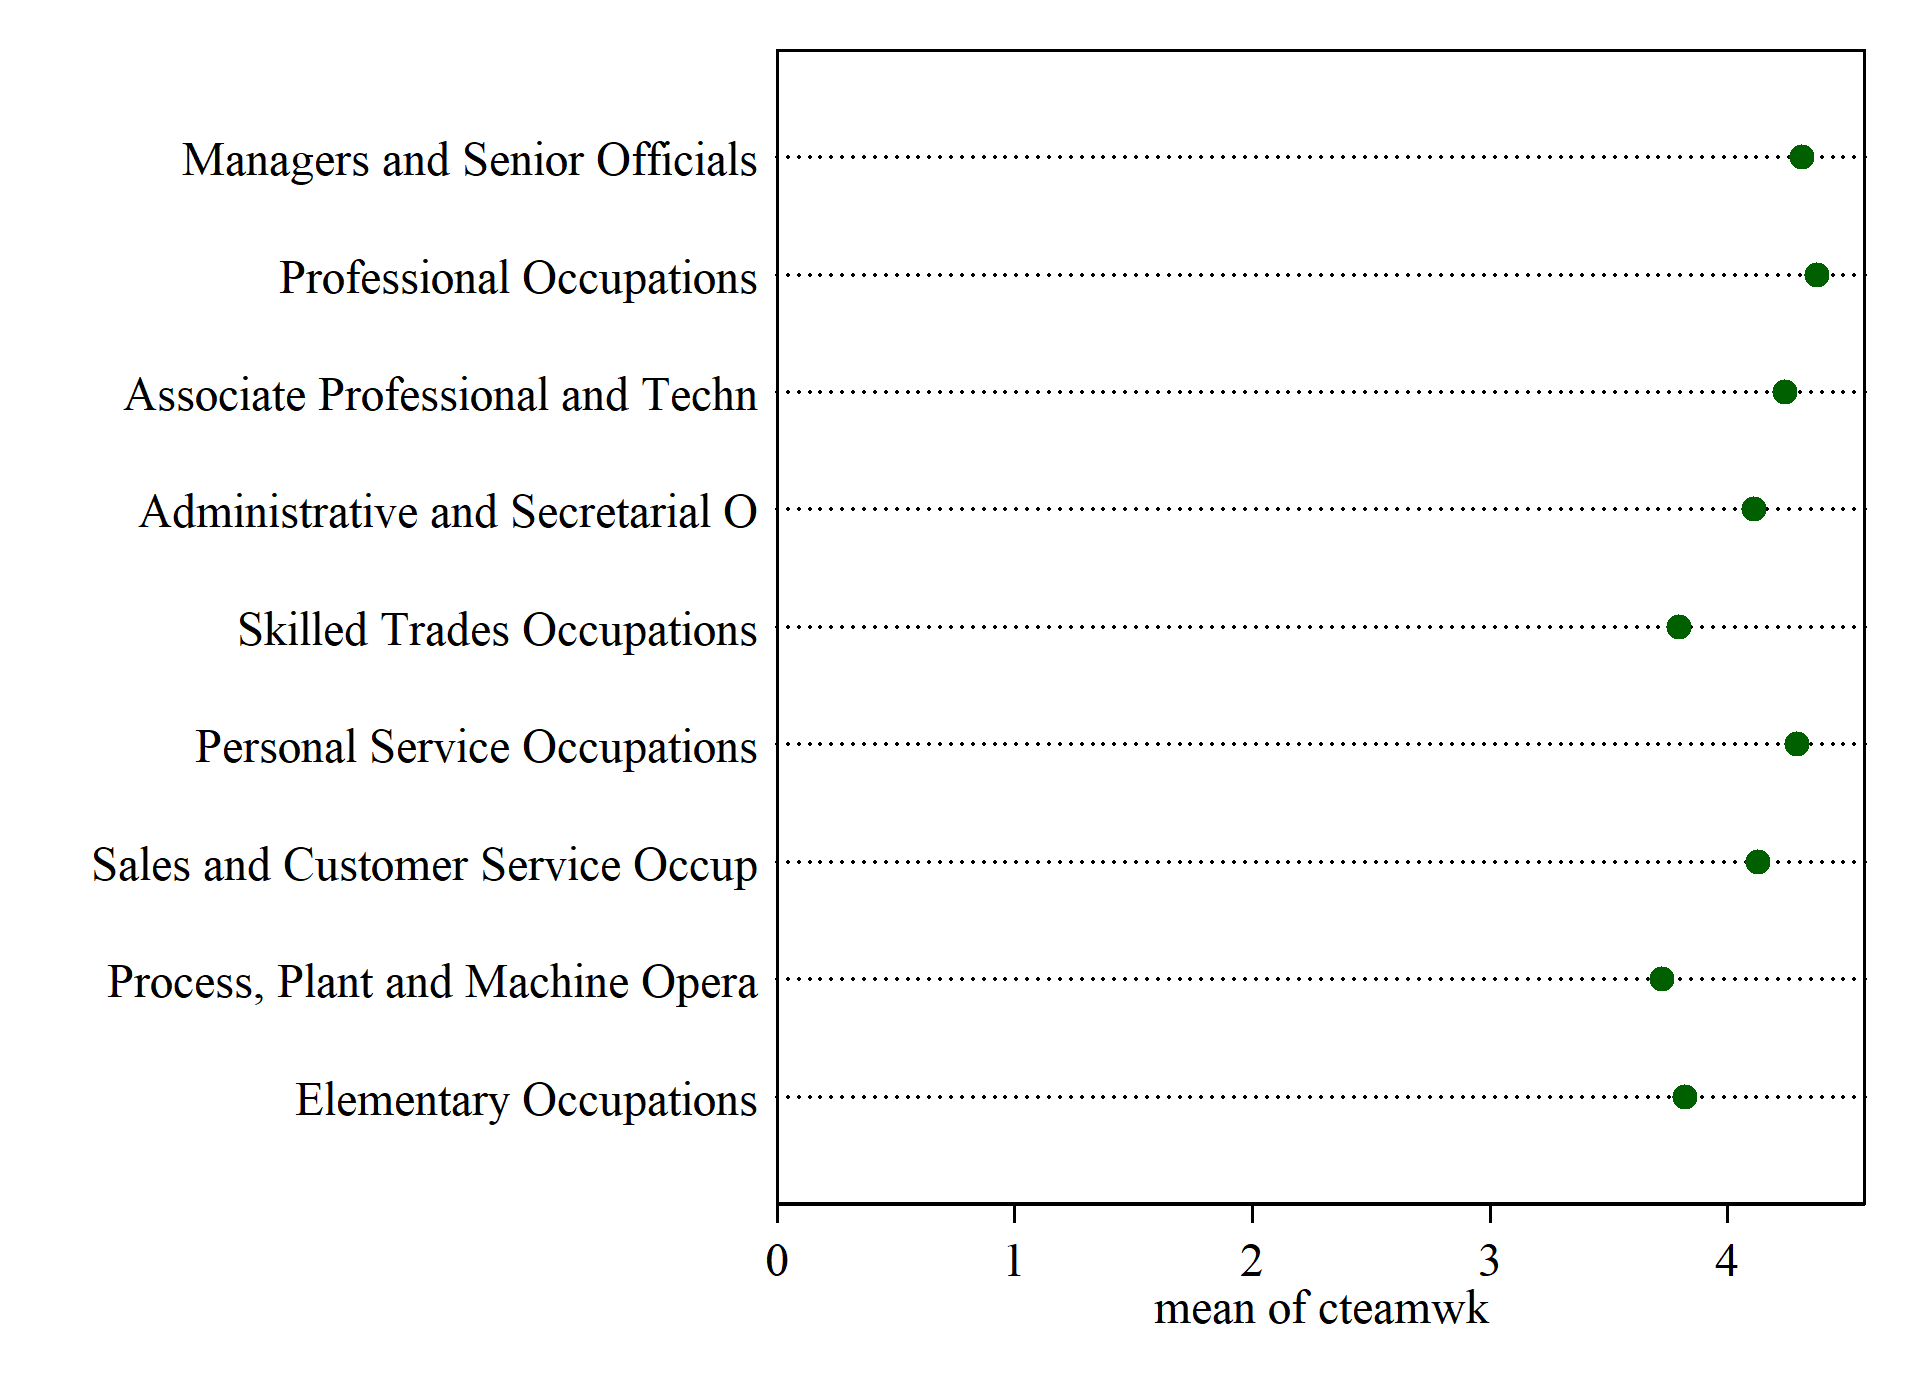 Managers and Senior Officials
Professional Occupations
Associate Professional and Techn
Administrative and Secretarial O
Skilled Trades Occupations
Personal Service Occupations
Sales and Customer Service Occup
Process, Plant and Machine Opera
Elementary Occupations
0 1 2 3 4
mean of cteamwk